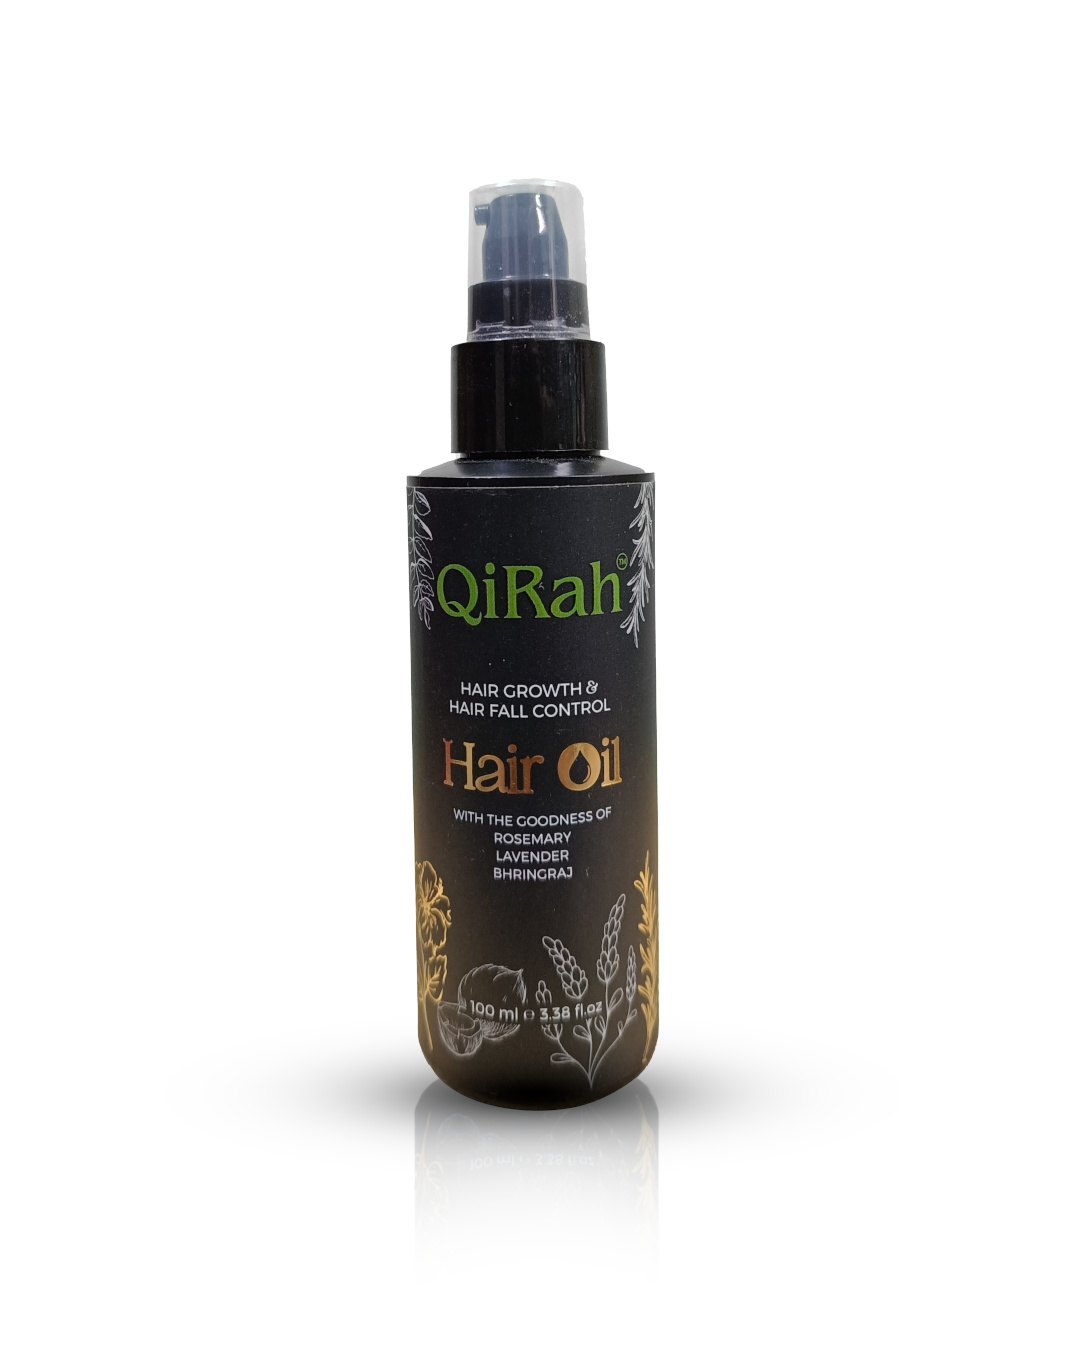 QiRah™
HAIR GROWTH &
HAIR FALL CONTROL
Hair Oil
WITH THE GOODNESS OF
ROSEMARY
LAVENDER
BHRINGRAJ
100 ml ℮ 3.38 fl.oz